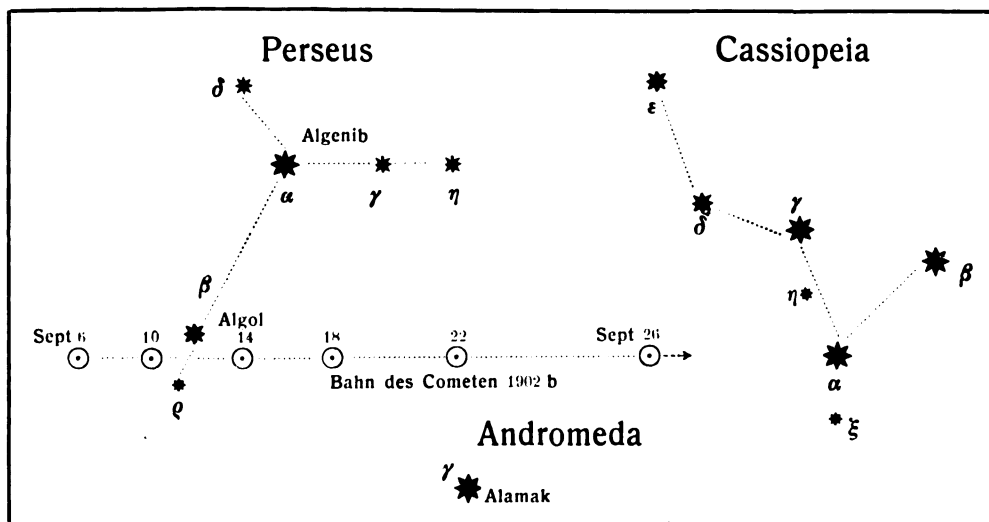 Perseus
Cassiopeia
δ
ε
Algenib
α
γ
η
δ
γ
β
β
η
Algol
Sept 6
10
14
18
22
Sept 26
Bahn des Cometen 1902 b
α
ϱ
ξ
Andromeda
γ
Alamak